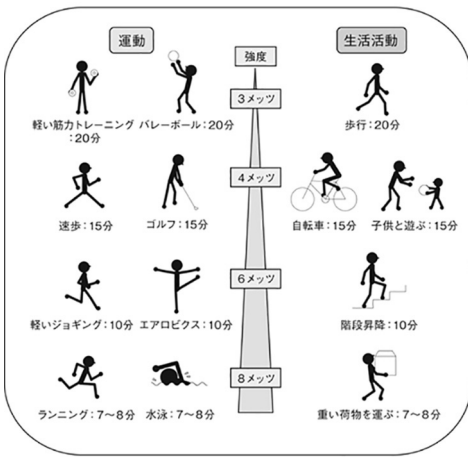 運動
強度
生活活動
3メッツ
軽い筋力トレーニング
:20分
バレーボール:20分
歩行:20分
4メッツ
速歩:15分
ゴルフ:15分
自転車:15分
子供と遊ぶ:15分
6メッツ
軽いジョギング:10分
エアロビクス:10分
階段昇降:10分
8メッツ
ランニング:7〜8分
水泳:7〜8分
重い荷物を運ぶ:7〜8分